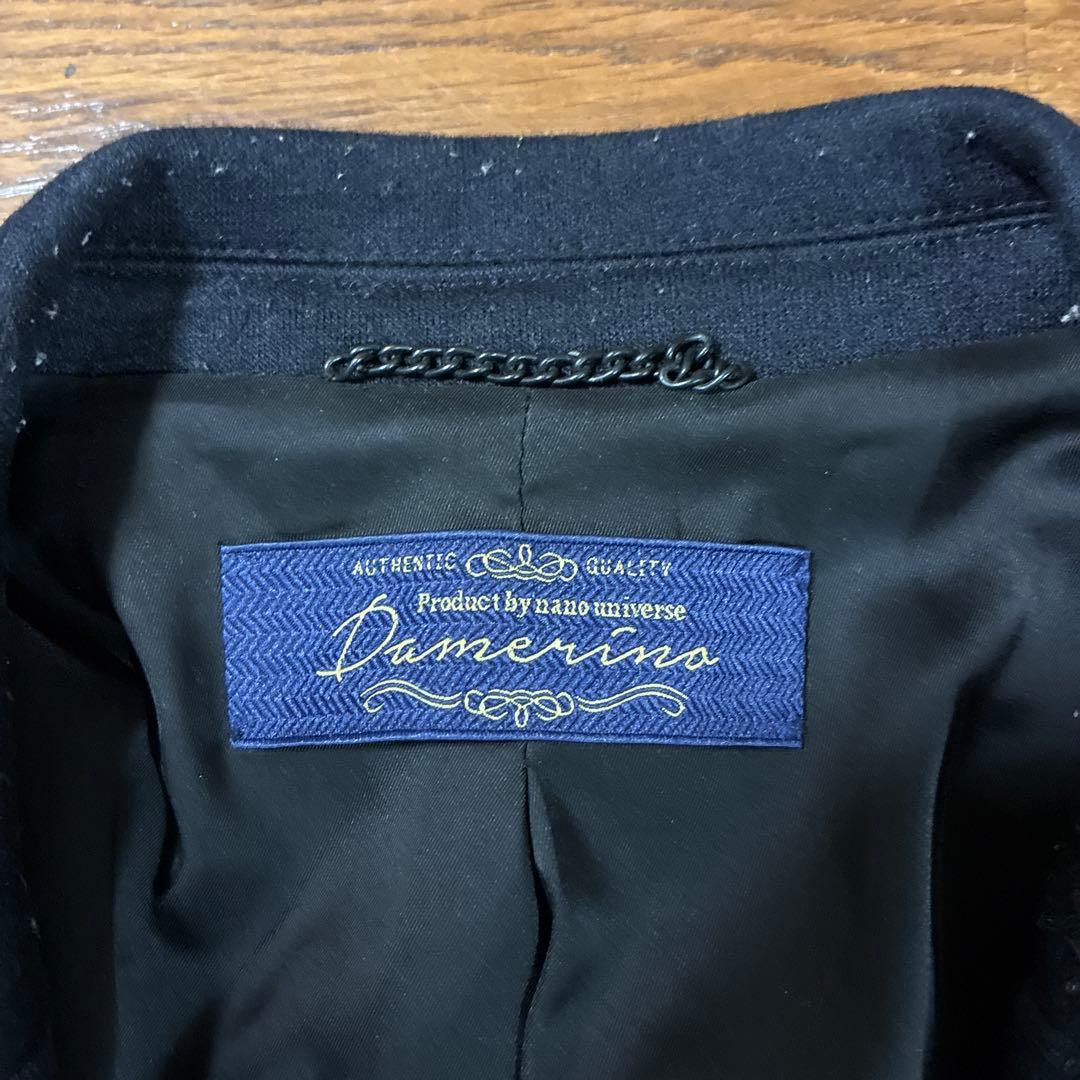 AUTHENTIC QUALITY
Product by nano universe
Damerino